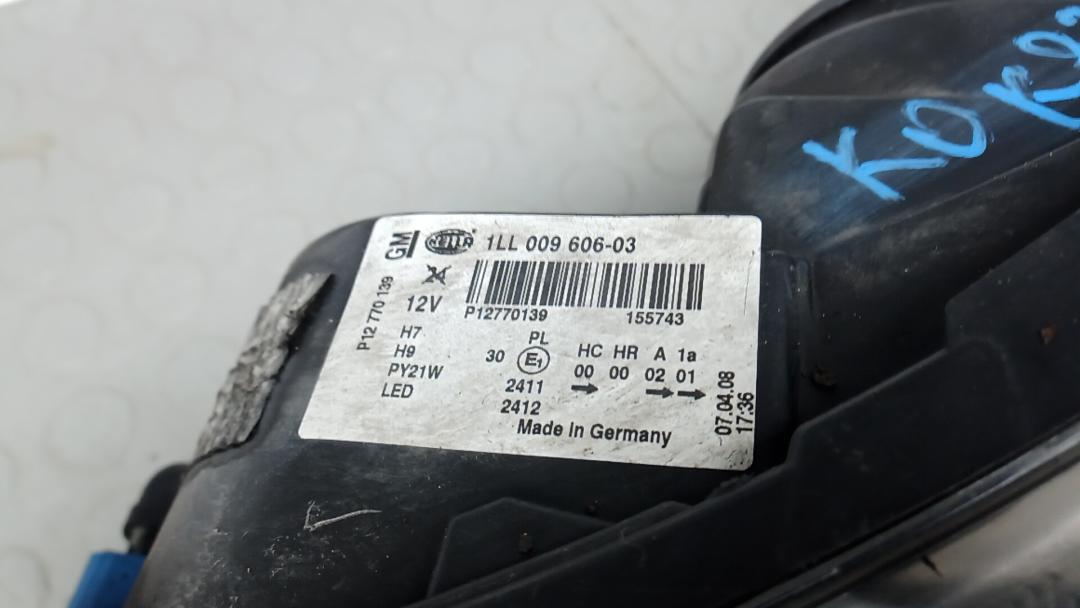 GM HELLA 1LL 009 606-03
P12 770 139
12V
P12770139 155743
H7
H9
PY21W
LED
PL
30 E1
2411
2412
HC HR A 1a
00 00 02 01
Made in Germany
07.04.08
17:36
KO